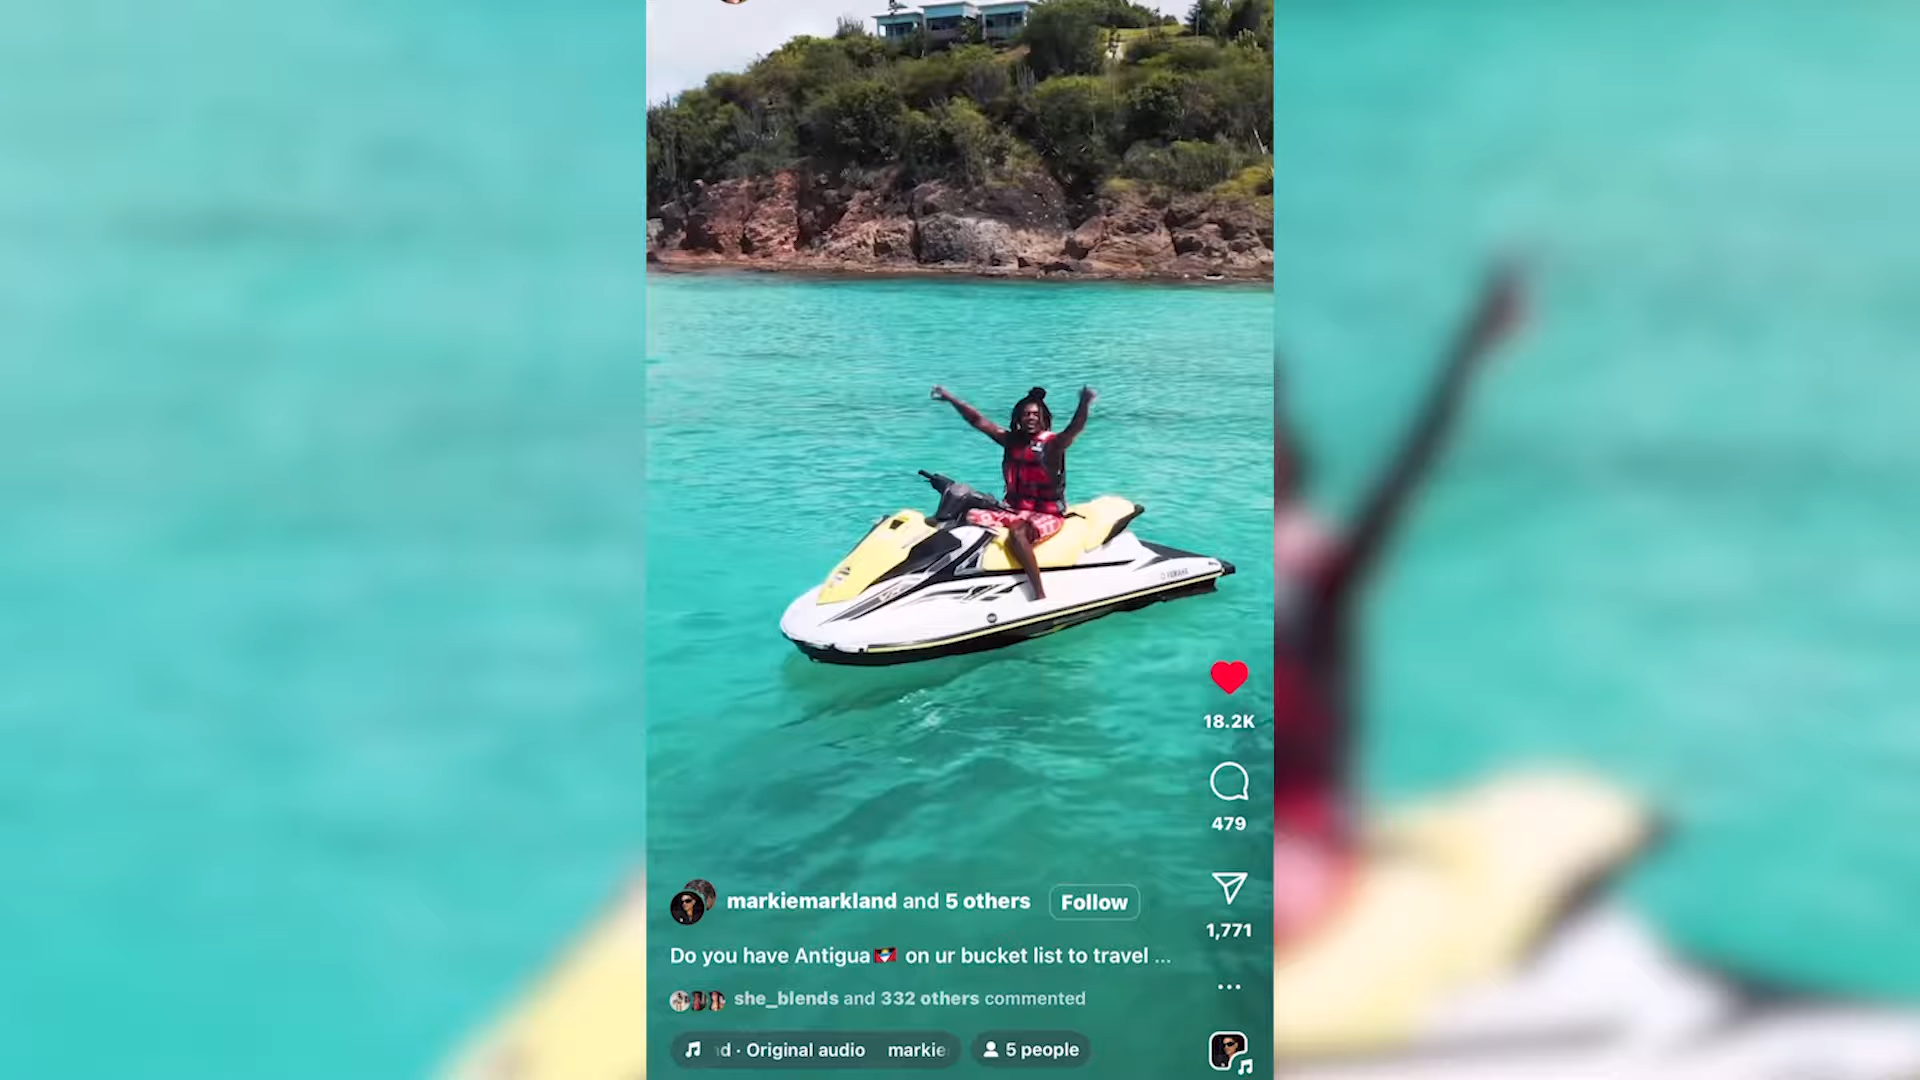 YAMAHA
18.2K
479
1,771
markiemarkland and 5 others
Follow
Do you have Antigua🇦🇬 on ur bucket list to travel ...
she_blends and 332 others commented
d · Original audio markie
5 people